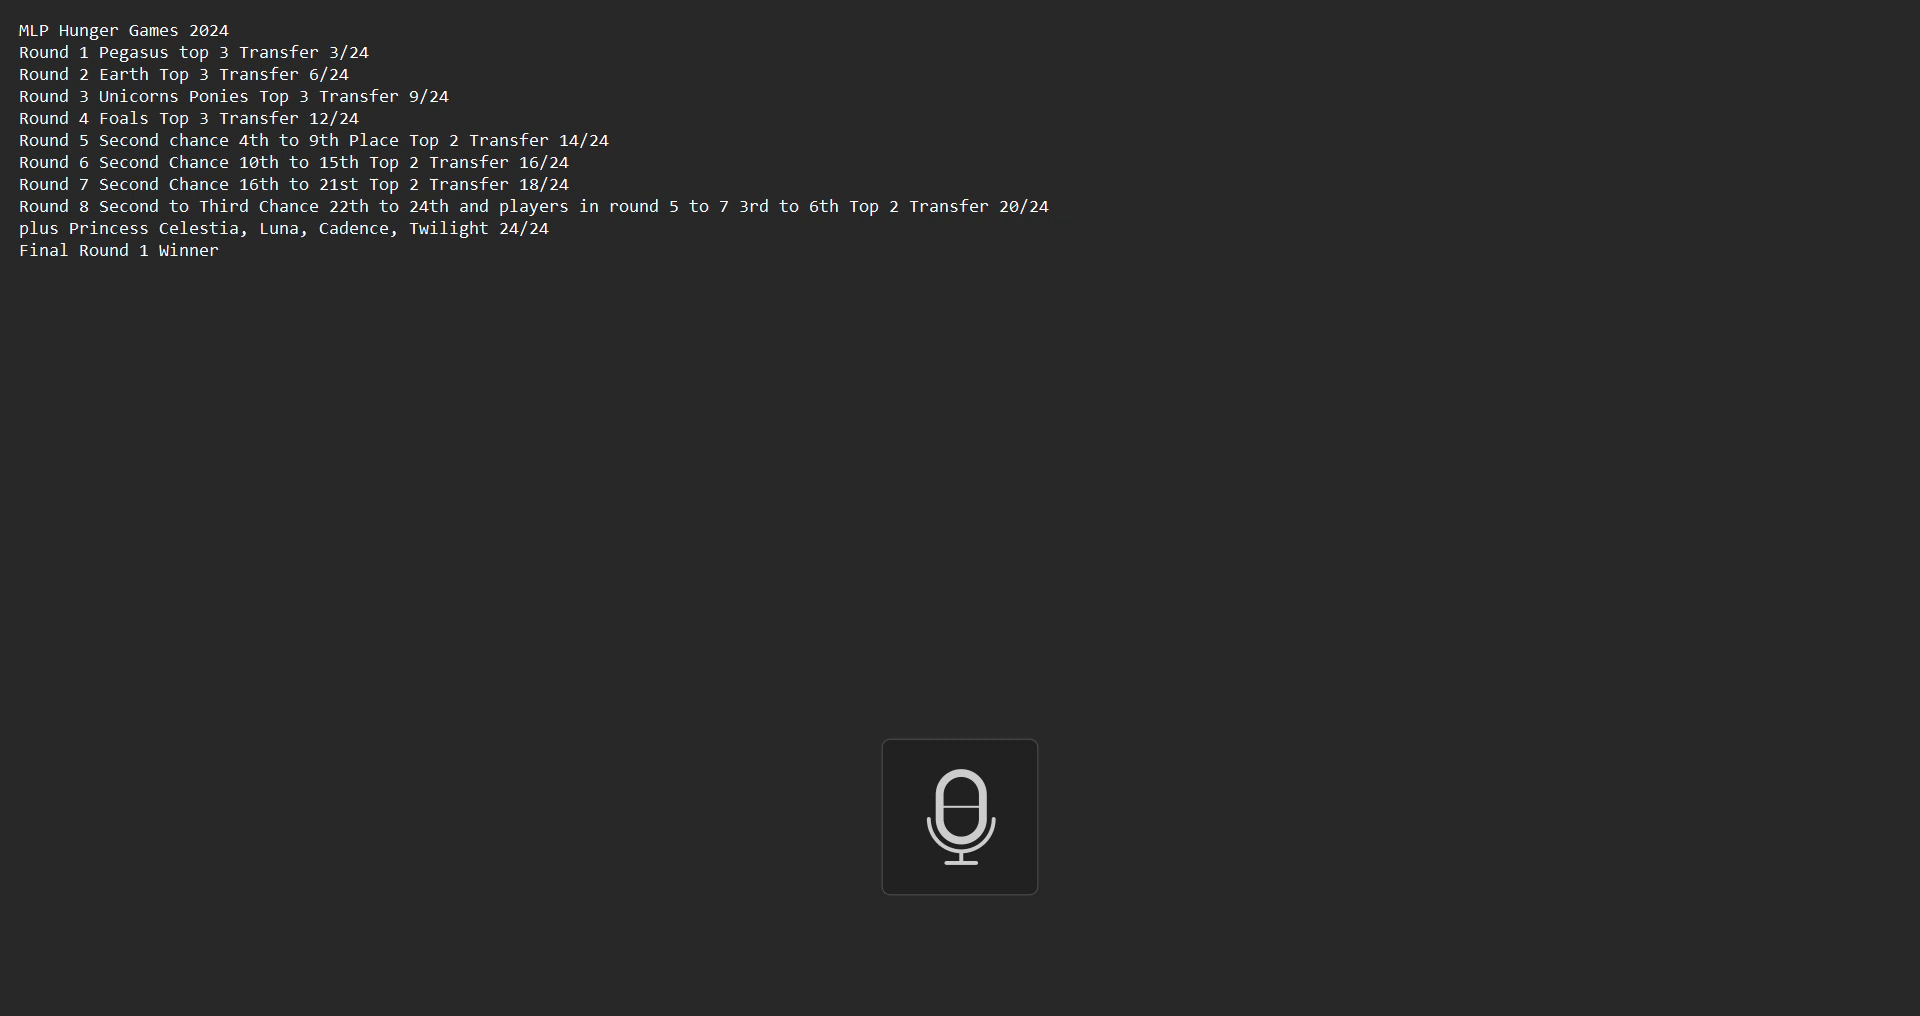 MLP Hunger Games 2024
Round 1 Pegasus top 3 Transfer 3/24
Round 2 Earth Top 3 Transfer 6/24
Round 3 Unicorns Ponies Top 3 Transfer 9/24
Round 4 Foals Top 3 Transfer 12/24
Round 5 Second chance 4th to 9th Place Top 2 Transfer 14/24
Round 6 Second Chance 10th to 15th Top 2 Transfer 16/24
Round 7 Second Chance 16th to 21st Top 2 Transfer 18/24
Round 8 Second to Third Chance 22th to 24th and players in round 5 to 7 3rd to 6th Top 2 Transfer 20/24
plus Princess Celestia, Luna, Cadence, Twilight 24/24
Final Round 1 Winner